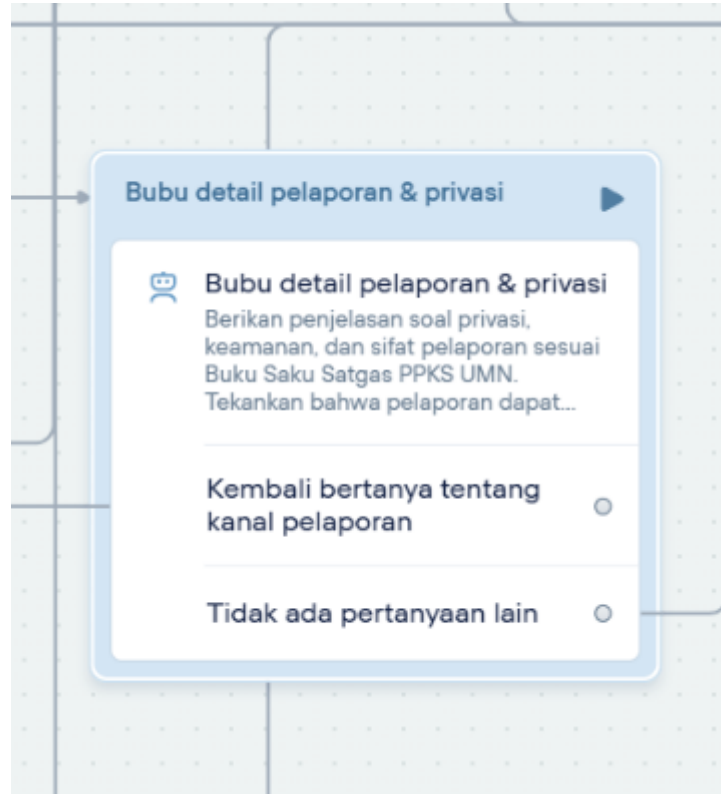 Bubu detail pelaporan & privasi
Bubu detail pelaporan & privasi
Berikan penjelasan soal privasi,
keamanan, dan sifat pelaporan sesuai
Buku Saku Satgas PPKS UMN.
Tekankan bahwa pelaporan dapat...
Kembali bertanya tentang
kanal pelaporan
Tidak ada pertanyaan lain